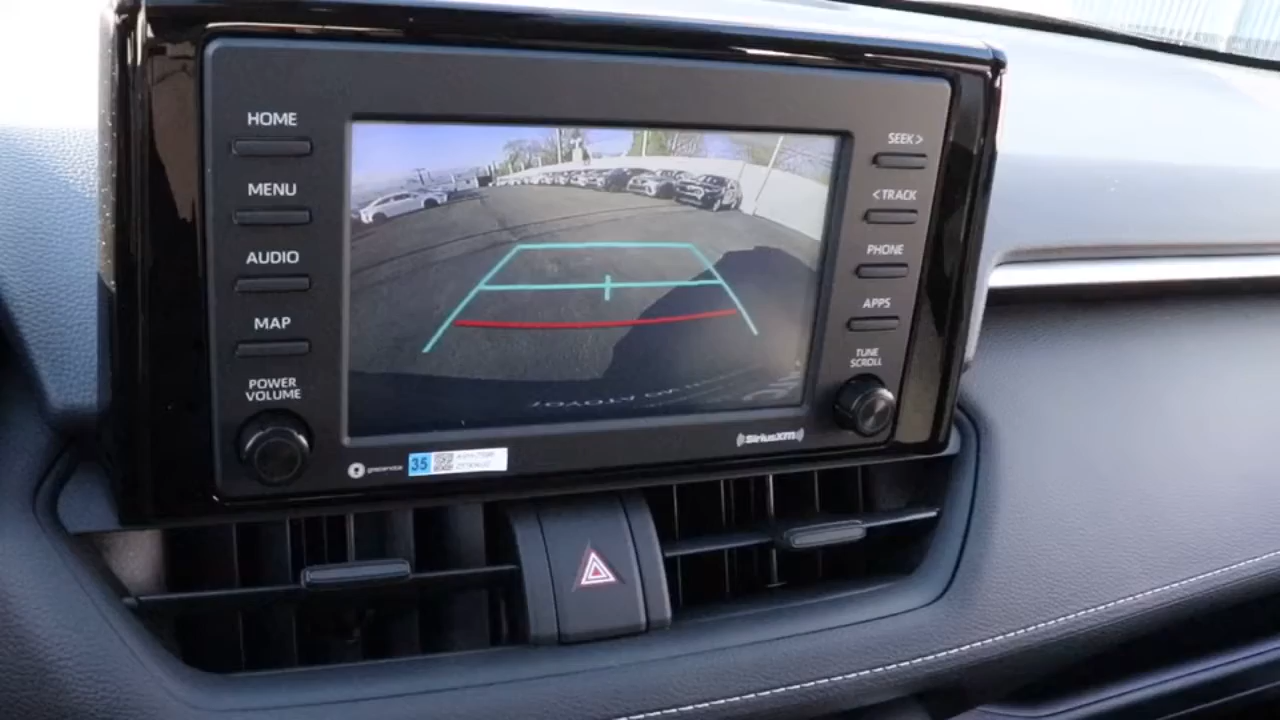 HOME
MENU
AUDIO
MAP
POWER
VOLUME
SEEK >
< TRACK
PHONE
APPS
TUNE
SCROLL
SiriusXM
35